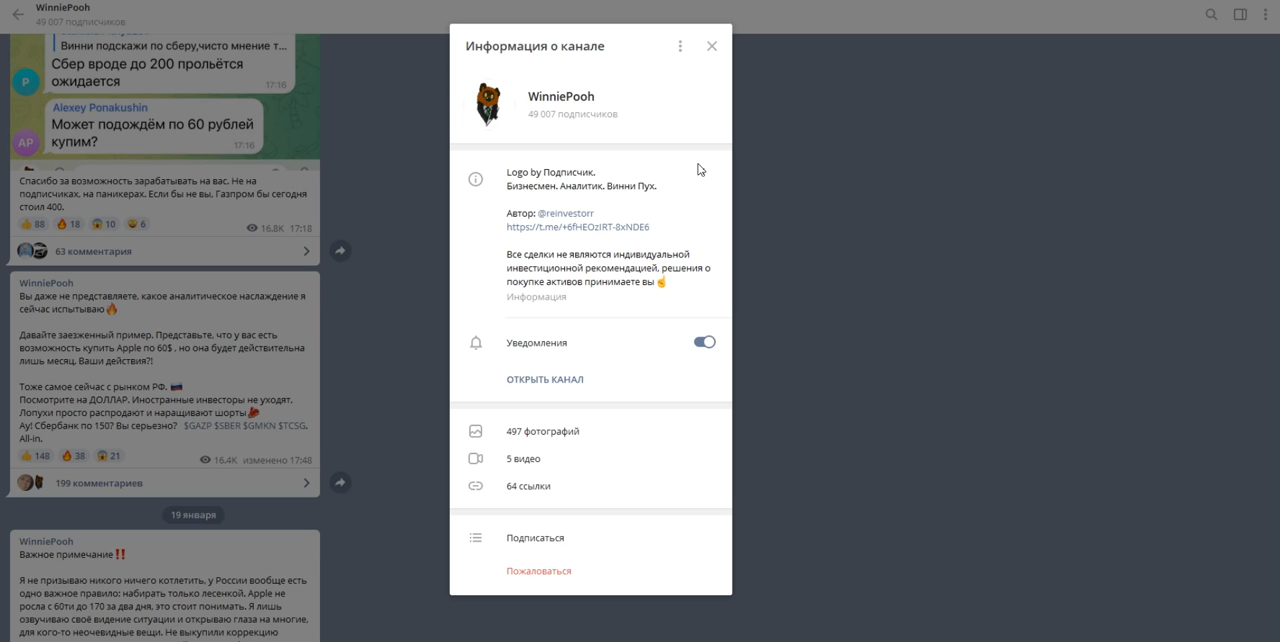 WinniePooh
49 007 подписчиков
Винни подскажи по сберу,чисто мнение т...
Сбер вроде до 200 прольётся
ожидается
17:16
P
Alexey Ponakushin
Может подождём по 60 рублей
купим?
17:16
AP
Спасибо за возможность зарабатывать на вас. Не на
подписчиках, на паникерах. Если бы не вы, Газпром бы сегодня
стоил 400.
👍 88 🔥 18 😱 10 😄 6
16.8K 17:18
63 комментария
WinniePooh
Вы даже не представляете, какое аналитическое наслаждение я
сейчас испытываю🔥
Давайте заезженный пример. Представьте, что у вас есть
возможность купить Apple по 60$ , но она будет действительна
лишь месяц. Ваши действия?!
Тоже самое сейчас с рынком РФ. 🇷🇺
Посмотрите на ДОЛЛАР. Иностранные инвесторы не уходят.
Лопухи просто распродают и наращивают шорты
Ау! Сбербанк по 150? Вы серьезно? $GAZP $SBER $GMKN $TCSG.
All-in.
👍 148 🔥 38 😱 21
16.4K изменено 17:48
199 комментариев
19 января
WinniePooh
Важное примечание‼️
Я не призываю никого ничего котлетить, у России вообще есть
одно важное правило: набирать только лесенкой. Apple не
росла с 60ти до 170 за два дня, это стоит понимать. Я лишь
озвучиваю своё видение ситуации и открываю глаза на многие,
для кого-то неочевидные вещи. Не выкупили коррекцию
Информация о канале
WinniePooh
49 007 подписчиков
Logo by Подписчик.
Бизнесмен. Аналитик. Винни Пух.
Автор: @reinvestorr
https://t.me/+6fHEOzIRT-8xNDE6
Все сделки не являются индивидуальной
инвестиционной рекомендацией, решения о
покупке активов принимаете вы ☝️
Информация
Уведомления
ОТКРЫТЬ КАНАЛ
497 фотографий
5 видео
64 ссылки
Подписаться
Пожаловаться